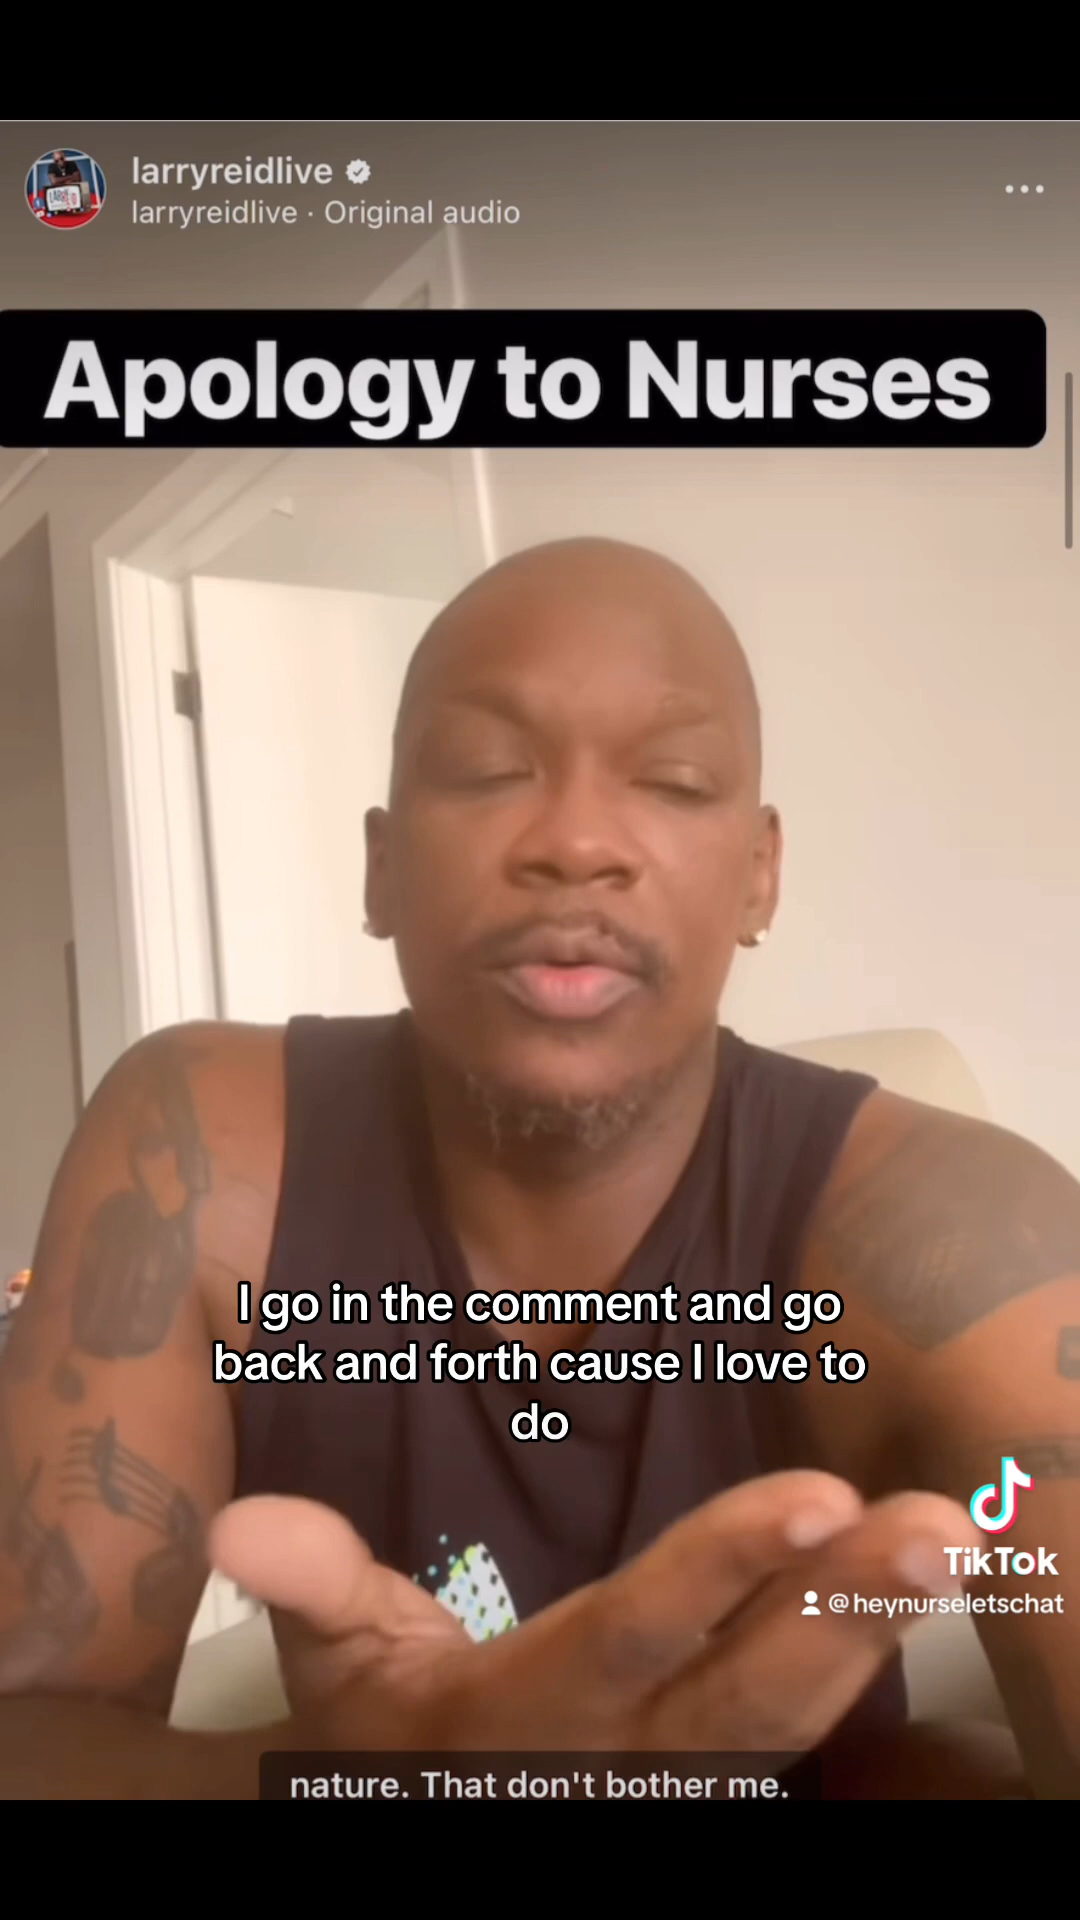 larryreidlive
larryreidlive · Original audio
Apology to Nurses
I go in the comment and go
back and forth cause I love to
do
TikTok
@heynurseletschat
nature. That don't bother me.